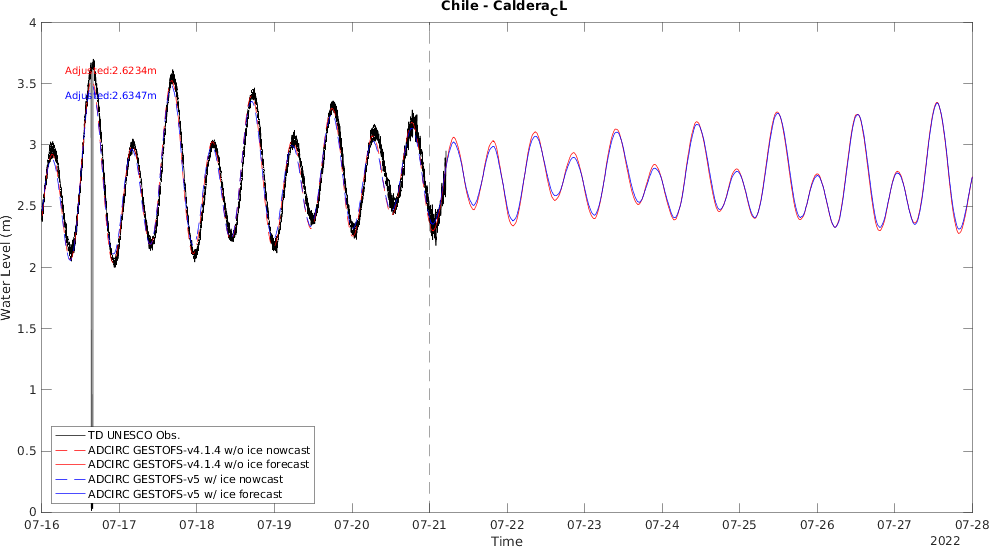 Chile - Caldera_CL
4
3.5
3
2.5
2
1.5
1
0.5
0
Water Level (m)
Adjusted:2.6234m
Adjusted:2.6347m
TD UNESCO Obs.
ADCIRC GESTOFS-v4.1.4 w/o ice nowcast
ADCIRC GESTOFS-v4.1.4 w/o ice forecast
ADCIRC GESTOFS-v5 w/ ice nowcast
ADCIRC GESTOFS-v5 w/ ice forecast
07-16 07-17 07-18 07-19 07-20 07-21 07-22 07-23 07-24 07-25 07-26 07-27 07-28
Time
2022